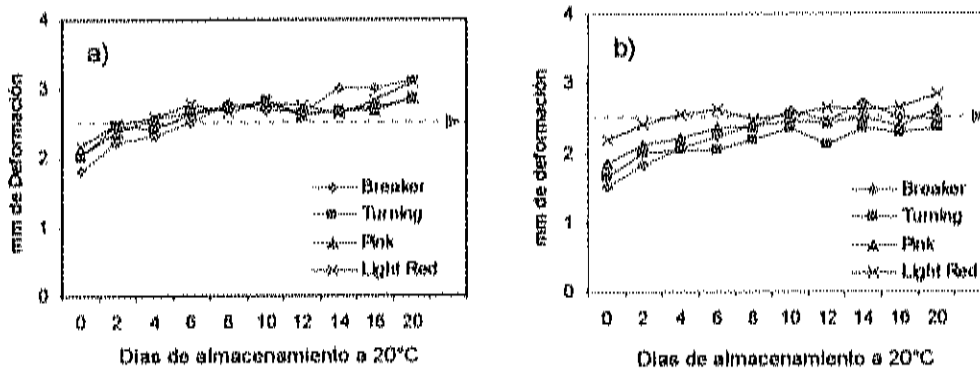 a)
mm de Deformación
4
3
2
1
0
Breaker
Turning
Pink
Light Red
0 2 4 6 8 10 12 14 16 20
Dias de almacenamiento a 20°C
b)
mm de deformación
4
3
2
1
0
Breaker
Turning
Pink
Light Red
0 2 4 6 8 10 12 14 16 20
Dias de almacenamiento a 20°C